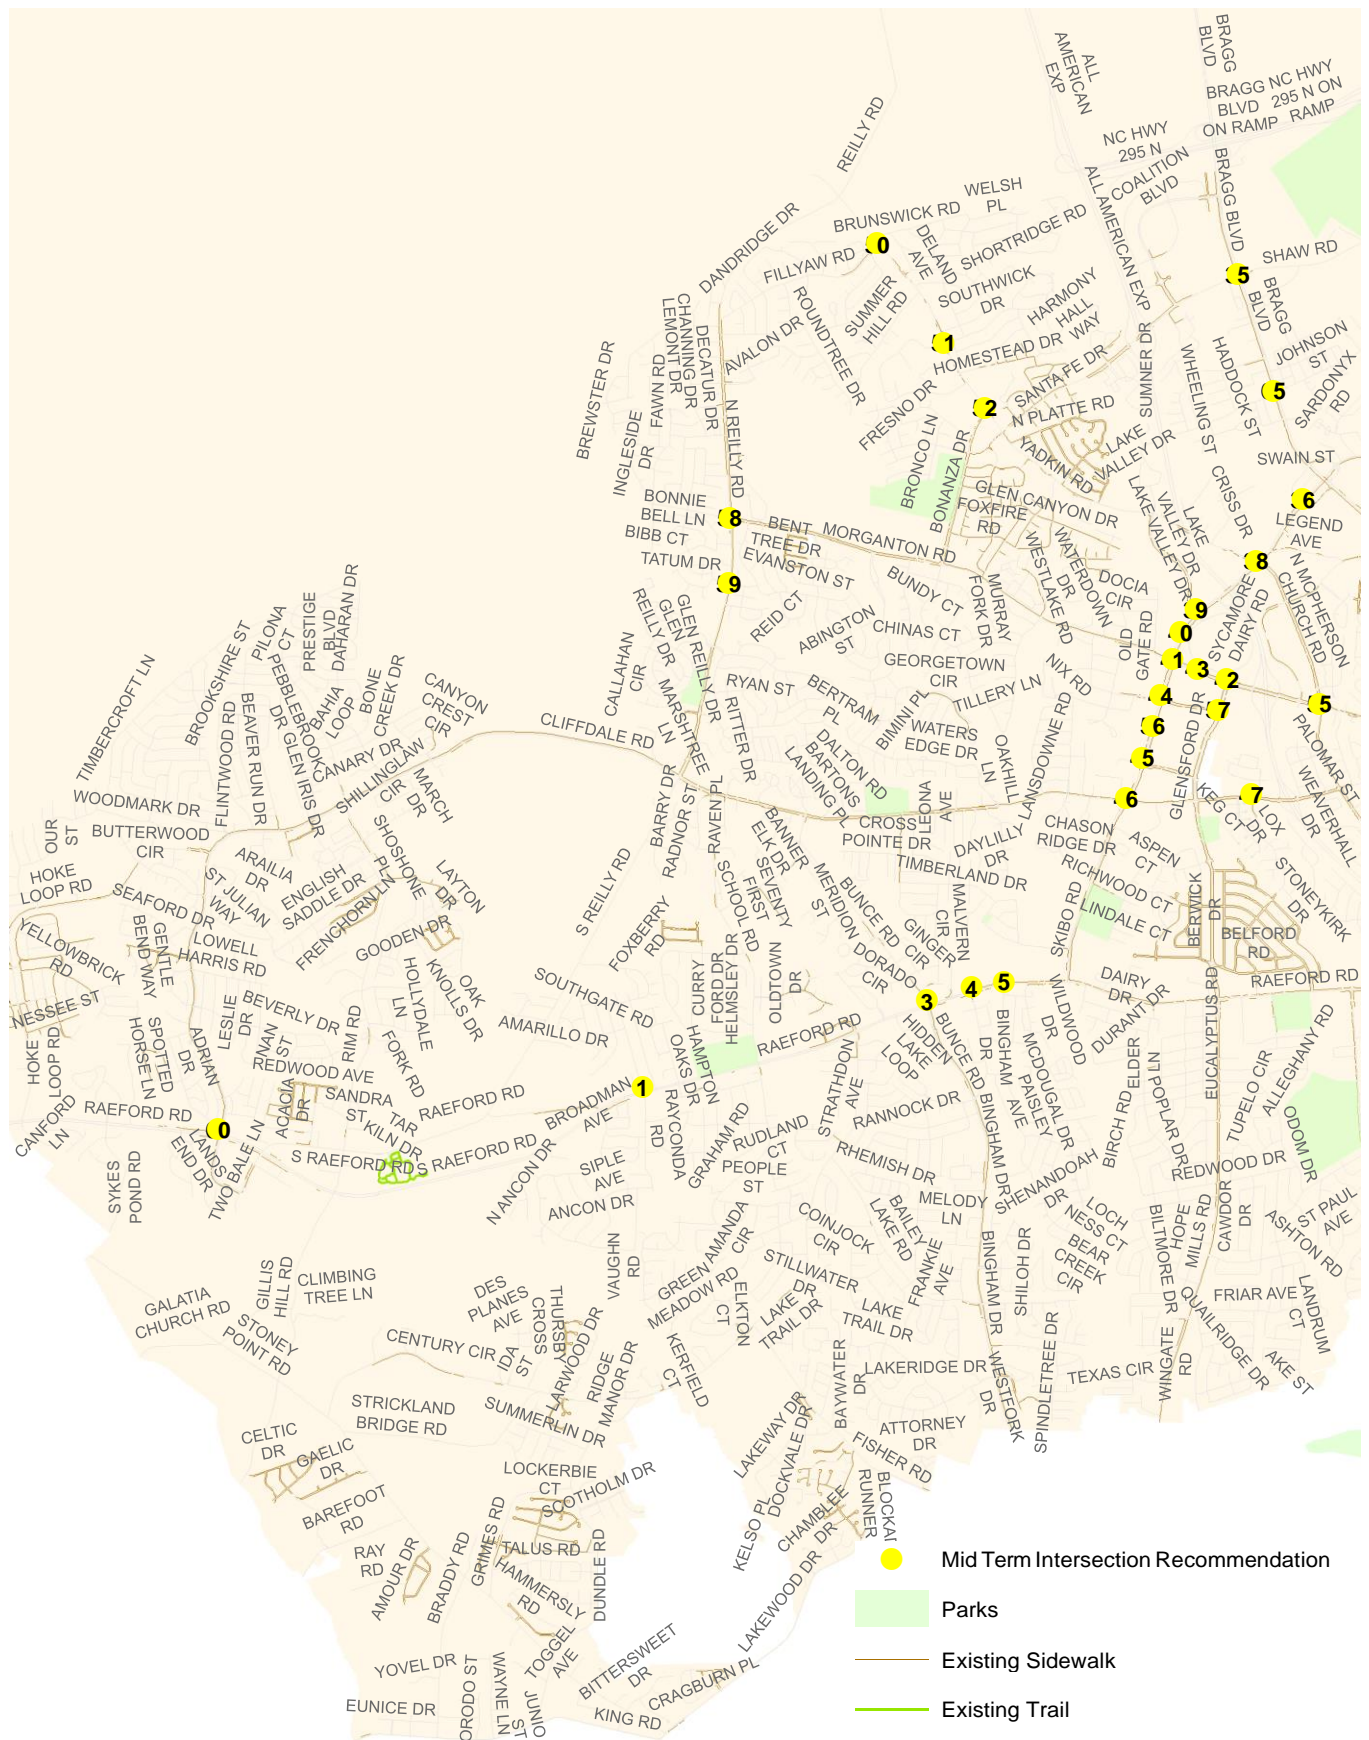 ALL
AMERICAN
EXP
BRAGG
BLVD
BRAGG
BLVD
NC HWY
295 N ON
RAMP
ON RAMP
NC HWY
295 N
COALITION
BLVD
ALL AMERICAN EXP
BRAGG BLVD
REILLY RD
WELSH
PL
BRUNSWICK RD
DELAND
AVE
SHORTRIDGE RD
DANDRIDGE DR
FILLYAW RD
SHAW RD
SUMMER
HILL RD
SOUTHWICK
DR
HARMONY
HALL
WAY
BRAGG
BLVD
JOHNSON
ST
ROUNDTREE DR
AVALON DR
CHANNING DR
LEMONT DR
DECATUR DR
FAWN RD
BREWSTER DR
INGLESIDE
DR
N REILLY RD
HOMESTEAD DR
FRESNO DR
SANTA FE DR
N PLATTE RD
SUMNER DR
WHEELING ST
HADDOCK ST
SARDONYX
RD
LAKE
VALLEY DR
YADKIN RD
BRONCO LN
BONANZA DR
SWAIN ST
CRISS DR
GLEN CANYON DR
FOXFIRE
RD
LAKE
VALLEY DR
LAKE VALLEY DR
LEGEND
AVE
BONNIE
BELL LN
BIBB CT
TATUM DR
BENT
TREE DR
MORGANTON RD
EVANSTON ST
WESTLAKE RD
WATERDOWN
DR
DOCIA
CIR
N MCPHERSON
CHURCH RD
REID CT
BUNDY CT
MURRAY
FORK DR
ABINGTON
ST
CHINAS CT
OLD
GATE RD
SYCAMORE
DAIRY RD
GEORGETOWN
CIR
NIX RD
TILLERY LN
GLEN REILLY DR
GLEN
REILLY DR
CALLAHAN
CIR
MARSHTREE
LN
RYAN ST
RITTER DR
BERTRAM
PL
BIMINI PL
WATERS
EDGE DR
OAKHILL
LN
LANSDOWNE RD
GLENSFORD DR
PALOMAR ST
WEAVERHALL
DR
DAHARAN DR
PRESTIGE
BLVD
PILONA
CT
BROOKSHIRE ST
PEBBLEBROOK
DR
BAHIA
LOOP
BONE
CREEK DR
CANYON
CREST
CIR
CLIFFDALE RD
TIMBERCROFT LN
FLINTWOOD RD
BEAVER RUN DR
GLEN IRIS DR
CANARY DR
SHILLINGLAW
CIR
MARCH
DR
BARRY DR
RADNOR ST
RAVEN PL
DALTON RD
BARTONS
LANDING PL
CROSS
POINTE DR
LEONA
AVE
DAYLILLY
DR
TIMBERLAND DR
CHASON
RIDGE DR
ASPEN
CT
RICHWOOD CT
KEG CT
LOX
DR
STONEYKIRK
DR
WOODMARK DR
OUR
ST
BUTTERWOOD
CIR
HOKE
LOOP RD
SEAFORD DR
ARAILIA
DR
ST JULIAN
WAY
ENGLISH
SADDLE DR
SHOSHONE
PL
FRENCHORN LN
LAYTON
DR
GOODEN DR
S REILLY RD
FOXBERRY
RD
SCHOOL RD
BANNER
ELK DR
SEVENTY
FIRST
MERIDION
ST
BUNCE RD
DORADO
CIR
GINGER
CIR
MALVERN
CIR
SKIBO RD
LINDALE CT
BERWICK
DR
BELFORD
RD
YELLOWBRICK
RD
GENTLE
BEND WAY
LOWELL
HARRIS RD
HOLLYDALE
LN
KNOLLS DR
OAK
SOUTHGATE RD
CURRY
FORD DR
HELMSLEY DR
OLDTOWN
DR
DAIRY
DR
RAEFORD RD
NESSEE ST
HOKE
LOOP RD
SPOTTED
HORSE LN
ADRIAN
DR
LESLIE
DR
BEVERLY DR
INAN
ST
RIM RD
FORK RD
AMARILLO DR
RAEFORD RD
HIDDEN
LAKE
LOOP
BUNCE RD
BINGHAM
DR
WILDWOOD
DR
DURANT DR
EUCALYPTUS RD
ALLEGHANY RD
REDWOOD AVE
ACACIA
DR
SANDRA
ST
TAR
KILN DR
RAEFORD RD
BROADMAN
AVE
HAMPTON
OAKS DR
STRATHDON
AVE
RANNOCK DR
MCDOUGAL DR
PAISLEY
AVE
ELDER
LN
BIRCH RD
POPLAR DR
TUPELO CIR
RAEFORD RD
CANFORD
LN
LANDS
END DR
TWO BALE LN
S RAEFORD RD
S RAEFORD RD
N ANCON DR
SIPLE
AVE
RAYCONDA
RD
GRAHAM RD
RUDLAND
CT
PEOPLE
ST
RHEMISH DR
BINGHAM DR
SHENANDOAH
DR
REDWOOD DR
ODOM DR
SYKES
POND RD
ANCON DR
AMANDA
CIR
COINJOCK
CIR
BAILEY
LAKE RD
MELODY
LN
LOCH
NESS CT
BEAR
CREEK
CIR
HOPE
MILLS RD
BILTMORE DR
CAWDOR
DR
ST PAUL
AVE
ASHTON RD
GILLIS
HILL RD
CLIMBING
TREE LN
GALATIA
CHURCH RD
STONEY
POINT RD
DES
PLANES
AVE
VAUGHN
RD
GREEN
MEADOW RD
ELKTON
CT
STILLWATER
DR
LAKE
TRAIL DR
LAKE
TRAIL DR
FRANKIE
AVE
BINGHAM DR
SHILOH DR
FRIAR AVE
LANDRUM
CT
CENTURY CIR
IDA
ST
THURSBY
CROSS
LARWOOD DR
RIDGE
MANOR DR
KERFIELD
CT
BAYWATER
DR
LAKERIDGE DR
WESTFORK
DR
SPINDLETREE DR
TEXAS CIR
WINGATE
RD
QUAILRIDGE DR
AKE ST
STRICKLAND
BRIDGE RD
SUMMERLIN DR
CELTIC
DR
GAELIC
DR
LAKEWAY DR
DOCKVALE DR
ATTORNEY
DR
FISHER RD
LOCKERBIE
CT
SCOTHOLM DR
BAREFOOT
RD
KELSO PL
CHAMBLEE
DR
RUNNER
BLOCKA
RAY
RD
AMOUR DR
BRADDY RD
GRIMES RD
TALUS RD
HAMMERSLY
RD
DUNDLE RD
LAKEWOOD DR
TOGGEL
AVE
BITTERSWEET
DR
CRAGBURN PL
KING RD
YOVEL DR
EUNICE DR
ORODO ST
WAYNE LN
JUNIO
ST
Mid Term Intersection Recommendation
Parks
Existing Sidewalk
Existing Trail